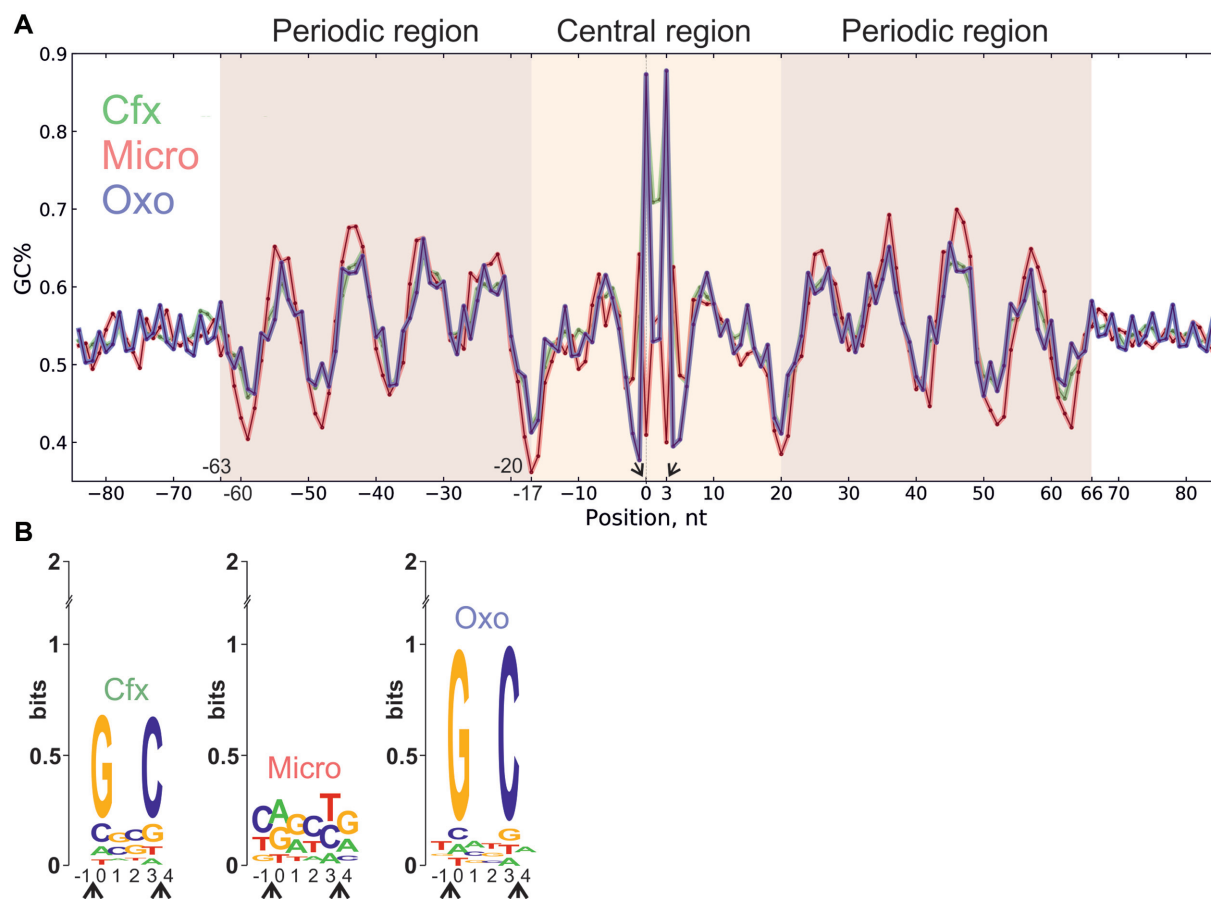 A
Periodic region Central region Periodic region
0.9
0.8
0.7
0.6
0.5
0.4
GC%
Cfx
Micro
Oxo
-63
-20
−80 −70 −60 −50 −40 −30 -17 −10 0 3 10 20 30 40 50 60 66 70 80
Position, nt
B
2
1
0.5
0
bits
Cfx
G C
C G C G
A C G T
T A T A
-1 0 1 2 3 4
2
1
0.5
0
bits
Micro
C A G C T G
T G A T C A
G T T A A C
-1 0 1 2 3 4
2
1
0.5
0
bits
Oxo
G C
T C A T G A
-1 0 1 2 3 4